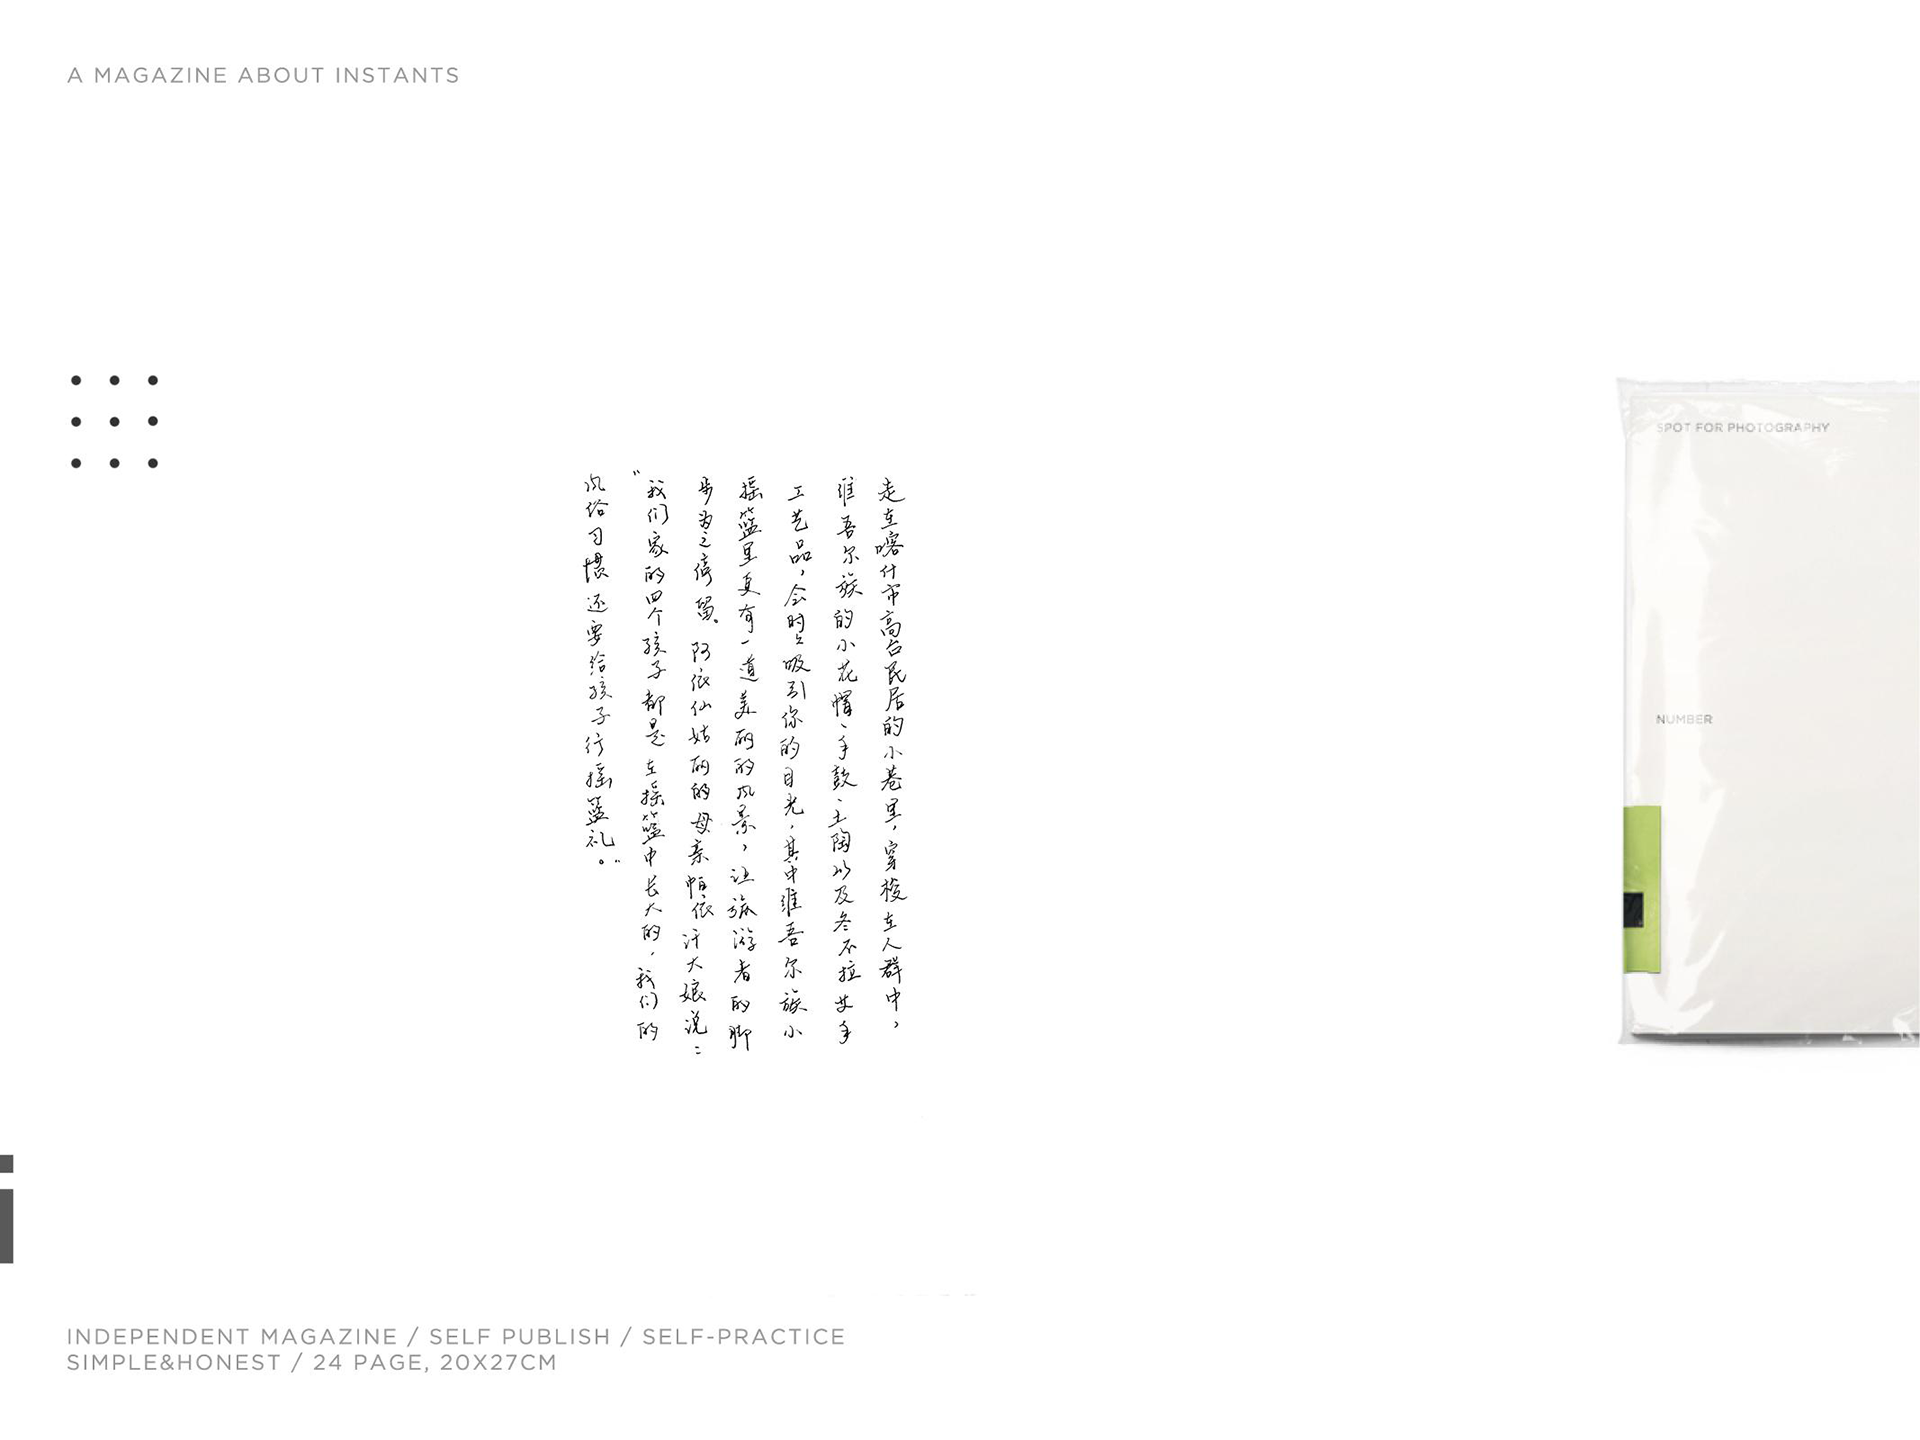 A MAGAZINE ABOUT INSTANTS
走在喀什市高台民居的小巷里，穿梭在人群中，
维吾尔族的小花帽、手鼓、土陶以及冬不拉艾手
工艺品，会时时吸引你的目光，其中维吾尔族小
摇篮里更有一道美丽的风景，让旅游者的脚
步为之停留。阿依仙姑丽的母亲帕依汗大娘说：
“我们家的四个孩子都是在摇篮中长大的，我们的
风俗习惯还要给孩子行摇篮礼。”
SPOT FOR PHOTOGRAPHY
NUMBER
i
INDEPENDENT MAGAZINE / SELF PUBLISH / SELF-PRACTICE
SIMPLE&HONEST / 24 PAGE, 20X27CM